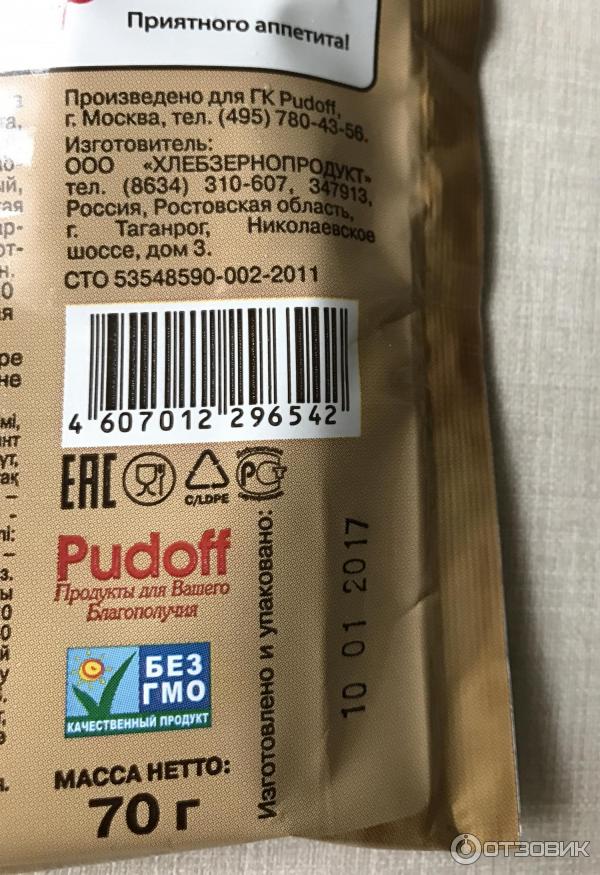 Приятного аппетита!
Произведено для ГК Pudoff,
г. Москва, тел. (495) 780-43-56.
Изготовитель:
ООО «ХЛЕБЗЕРНОПРОДУКТ»
тел. (8634) 310-607, 347913,
Россия, Ростовская область,
г. Таганрог, Николаевское
шоссе, дом 3.
СТО 53548590-002-2011
4 607012 296542
EAC
C/LDPE
РСТ
Pudoff
Продукты для Вашего
Благополучия
БЕЗ
ГМО
КАЧЕСТВЕННЫЙ ПРОДУКТ
МАССА НЕТТО:
70 г
Изготовлено и упаковано:
10 01 2017
ОТЗОВИК